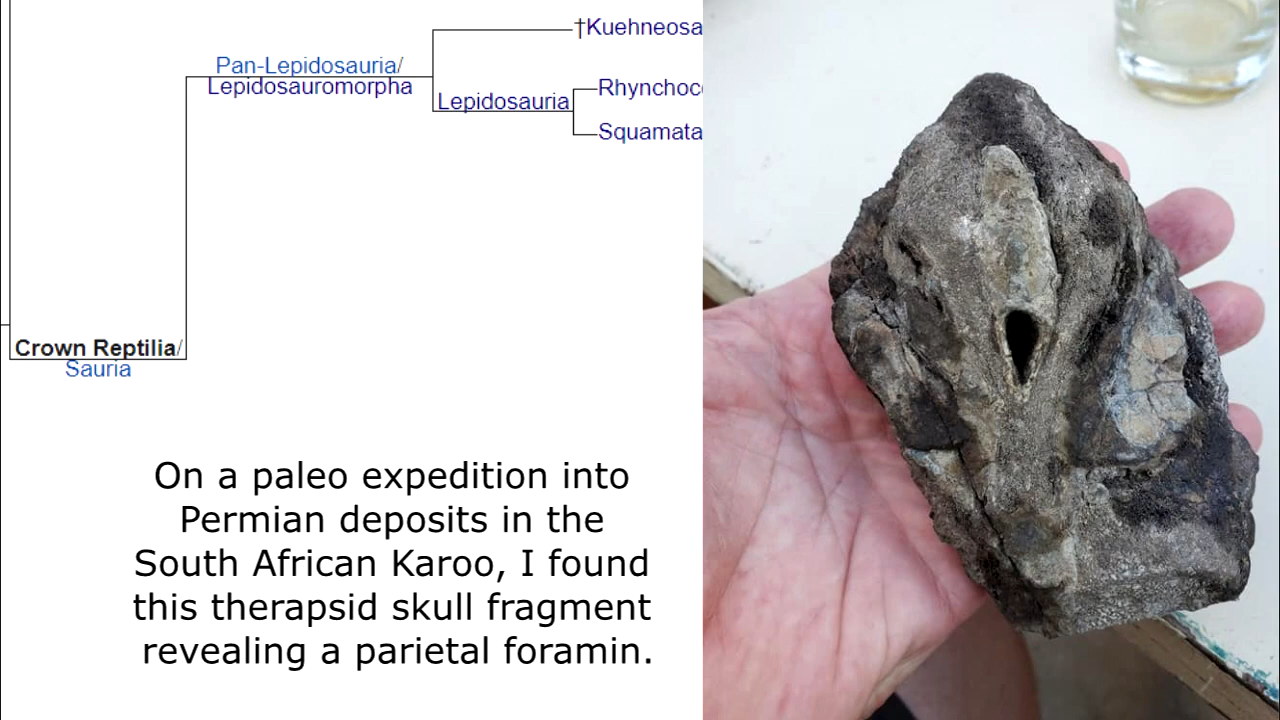 †Kuehneosa
Pan-Lepidosauria/
Lepidosauromorpha
Rhynchoc
Lepidosauria
Squamata
Crown Reptilia/
Sauria
On a paleo expedition into
Permian deposits in the
South African Karoo, I found
this therapsid skull fragment
revealing a parietal foramin.